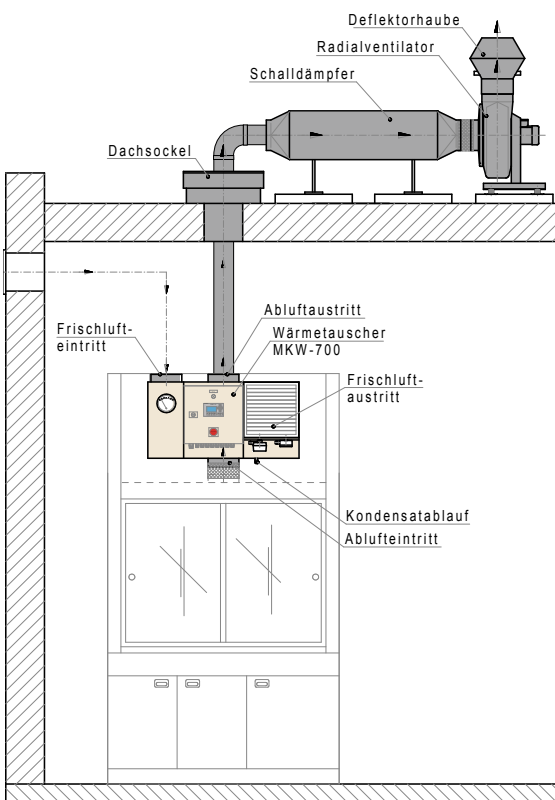 Deflektorhaube
Radialventilator
Schalldämpfer
Dachsockel
Abluftaustritt
Frischluft-
eintritt
Wärmetauscher
MKW-700
Frischluft-
austritt
Kondensatablauf
Ablufteintritt